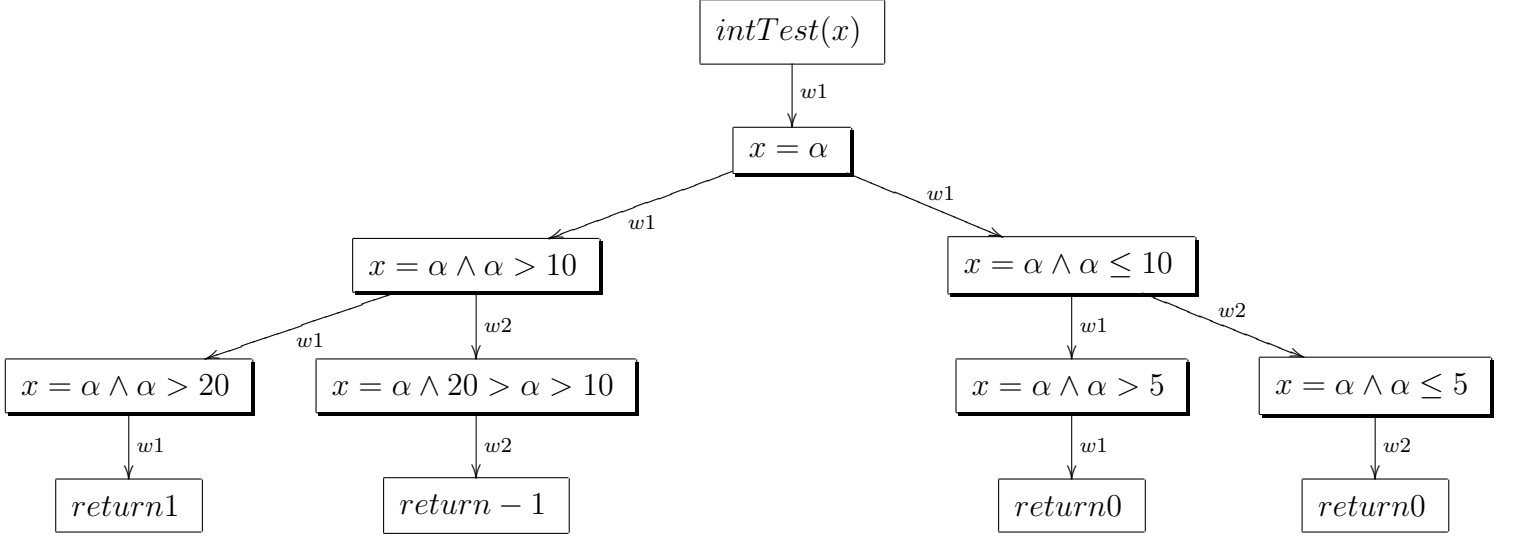 intTest(x)
w1
x = α
w1
w1
x = α ∧ α > 10
x = α ∧ α ≤ 10
w1
w2
w1
w2
x = α ∧ α > 20
x = α ∧ 20 > α > 10
x = α ∧ α > 5
x = α ∧ α ≤ 5
w1
w2
w1
w2
return1
return − 1
return0
return0